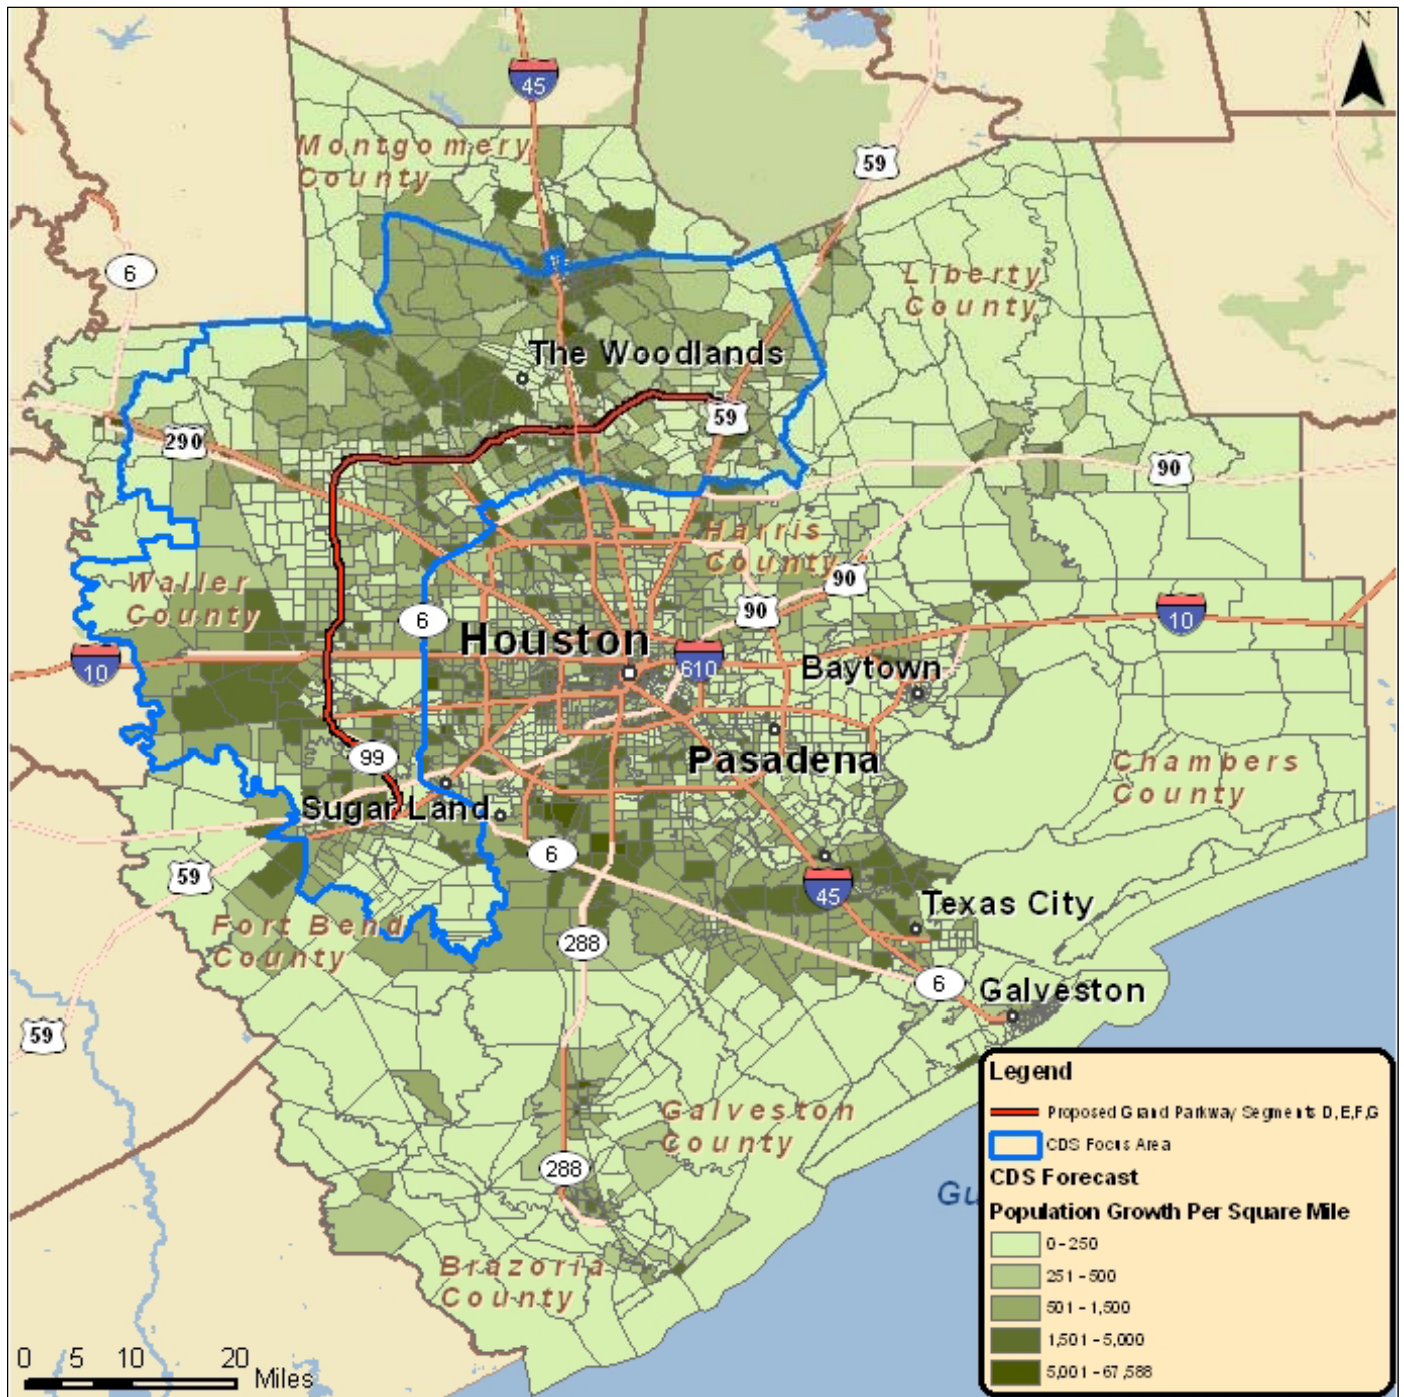 N
45
Montgomery
County
59
6
Liberty
County
The Woodlands
59
290
90
Harris
County
90
Waller
County
90
6
10
Houston
10
610
Baytown
Pasadena
99
Chambers
County
Sugar Land
6
59
45
Texas City
Fort Bend
County
288
6
Galveston
59
Galveston
County
288
Gu
Brazoria
County
0 5 10 20
Miles
Legend
Proposed Grand Parkway Segments D,E,F,G
CDS Focus Area
CDS Forecast
Population Growth Per Square Mile
0 - 250
251 - 500
501 - 1,500
1,501 - 5,000
5,001 - 67,588